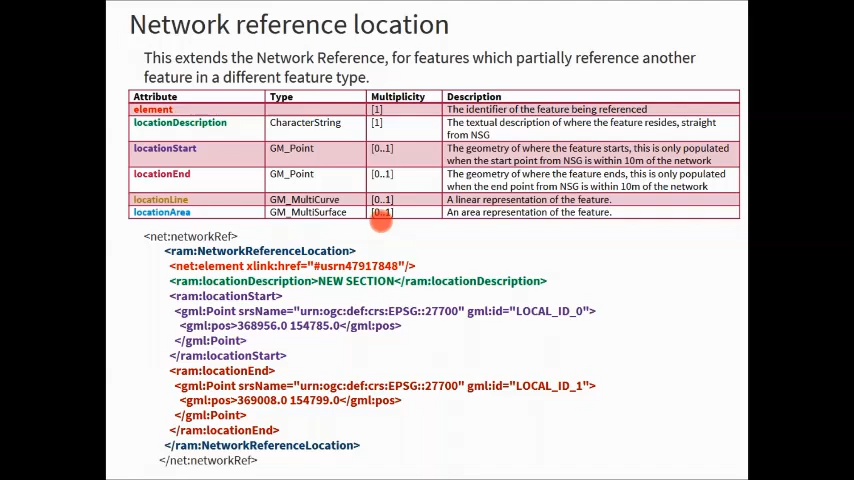 Network reference location
This extends the Network Reference, for features which partially reference another
feature in a different feature type.
Attribute Type Multiplicity Description
element [1] The identifier of the feature being referenced
locationDescription CharacterString [1] The textual description of where the feature resides, straight
from NSG
locationStart GM_Point [0..1] The geometry of where the feature starts, this is only populated
when the start point from NSG is within 10m of the network
locationEnd GM_Point [0..1] The geometry of where the feature ends, this is only populated
when the end point from NSG is within 10m of the network
locationLine GM_MultiCurve [0..1] A linear representation of the feature.
locationArea GM_MultiSurface [0..1] An area representation of the feature.
<net:networkRef>
<ram:NetworkReferenceLocation>
<net:element xlink:href="#usrn47917848"/>
<ram:locationDescription>NEW SECTION</ram:locationDescription>
<ram:locationStart>
<gml:Point srsName="urn:ogc:def:crs:EPSG::27700" gml:id="LOCAL_ID_0">
<gml:pos>368956.0 154785.0</gml:pos>
</gml:Point>
</ram:locationStart>
<ram:locationEnd>
<gml:Point srsName="urn:ogc:def:crs:EPSG::27700" gml:id="LOCAL_ID_1">
<gml:pos>369008.0 154799.0</gml:pos>
</gml:Point>
</ram:locationEnd>
</ram:NetworkReferenceLocation>
</net:networkRef>